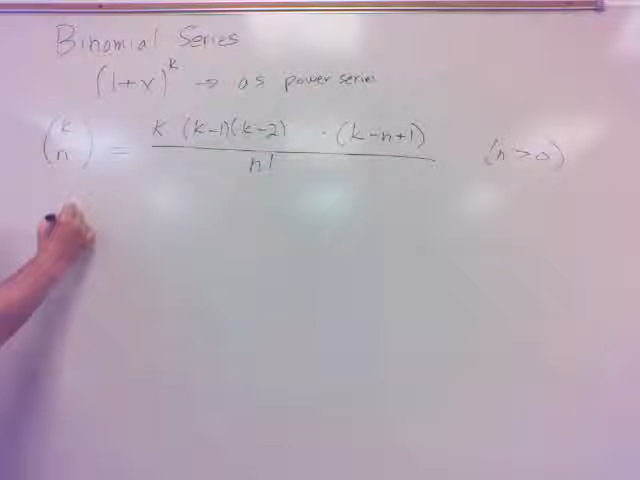 Binomial Series
(1+x)^k → as power series
(k n) = k · (k-1)(k-2) · (k-n+1) / n! (n > 0)